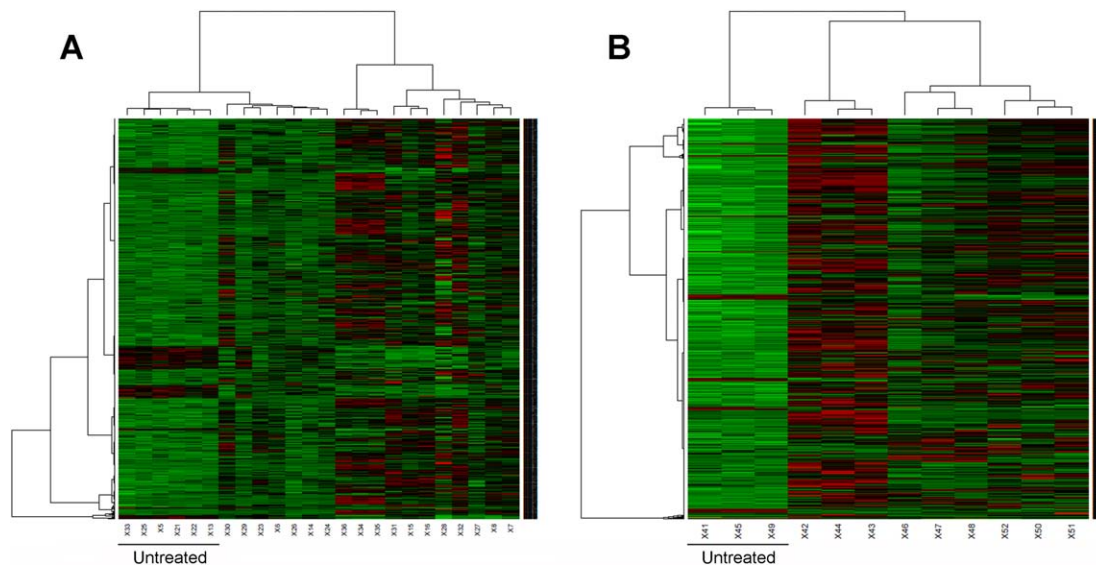 A
B
X33 X25 X5 X21 X22 X13 X30 X29 X23 X6 X26 X14 X24 X36 X34 X35 X31 X15 X16 X28 X32 X27 X8 X7
X41 X45 X49 X42 X44 X43 X46 X47 X48 X52 X50 X51
Untreated
Untreated